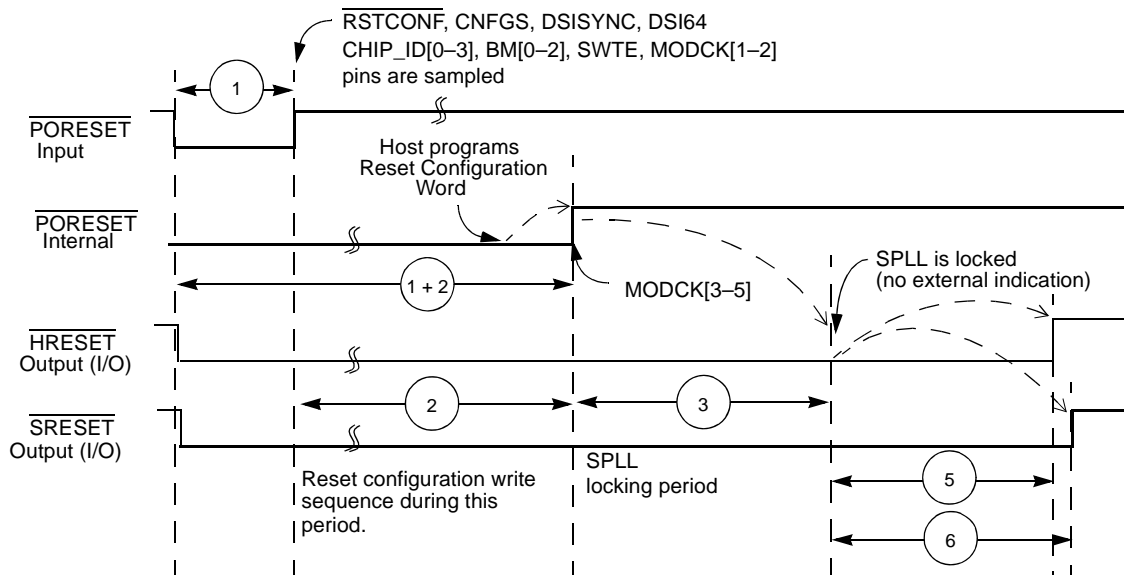 RSTCONF, CNFGS, DSISYNC, DSI64
CHIP_ID[0–3], BM[0–2], SWTE, MODCK[1–2]
pins are sampled
1
PORESET
Input
Host programs
Reset Configuration
Word
PORESET
Internal
SPLL is locked
(no external indication)
1 + 2
MODCK[3–5]
HRESET
Output (I/O)
2
3
SRESET
Output (I/O)
Reset configuration write
sequence during this
period.
SPLL
locking period
5
6